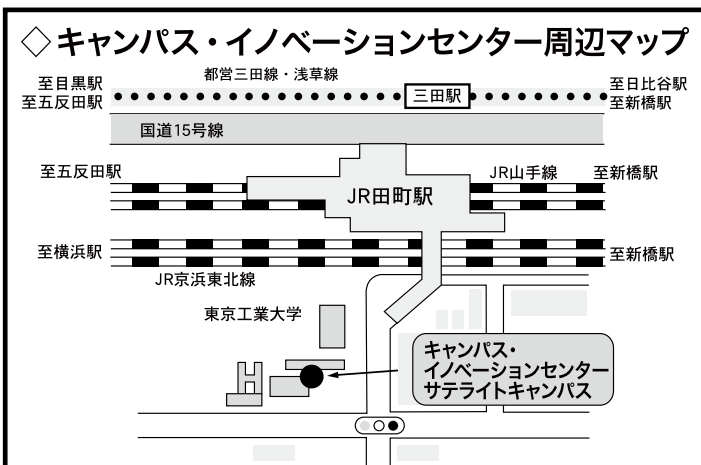 ◇キャンパス・イノベーションセンター周辺マップ
都営三田線・浅草線
至目黒駅
至五反田駅
三田駅
至日比谷駅
至新橋駅
国道15号線
至五反田駅
JR田町駅
JR山手線
至新橋駅
至横浜駅
至新橋駅
JR京浜東北線
東京工業大学
キャンパス・
イノベーションセンター
サテライトキャンパス